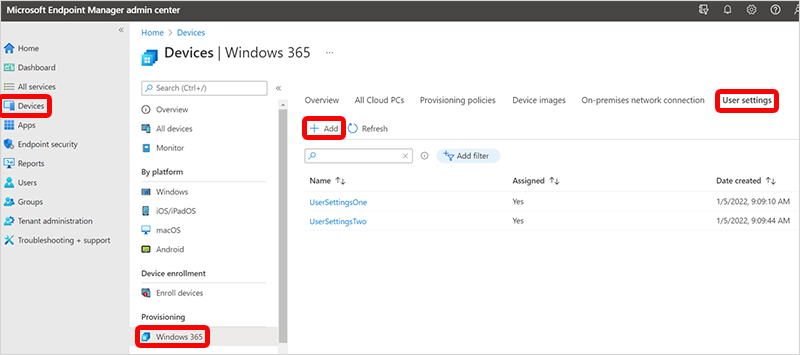 Microsoft Endpoint Manager admin center
Home
Dashboard
All services
Devices
Apps
Endpoint security
Reports
Users
Groups
Tenant administration
Troubleshooting + support
Home > Devices >
Devices | Windows 365 ...
Search (Ctrl+/)
Overview
All devices
Monitor
By platform
Windows
iOS/iPadOS
macOS
Android
Device enrollment
Enroll devices
Provisioning
Windows 365
Overview All Cloud PCs Provisioning policies Device images On-premises network connection User settings
+ Add Refresh
Add filter
Name ↑↓ Assigned ↑↓ Date created ↑↓
UserSettingsOne Yes 1/5/2022, 9:09:10 AM
UserSettingsTwo Yes 1/5/2022, 9:09:44 AM